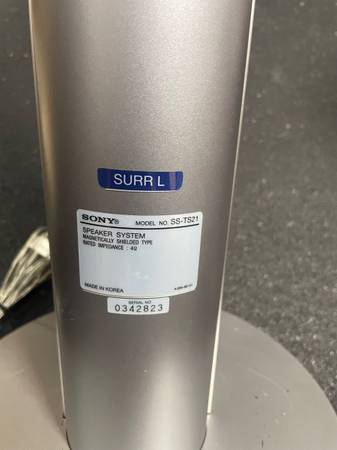 SURR L
SONY® MODEL NO. SS-TS21
SPEAKER SYSTEM
MAGNETICALLY SHIELDED TYPE
RATED IMPEDANCE : 4Ω
MADE IN KOREA
SERIAL NO.
0342823